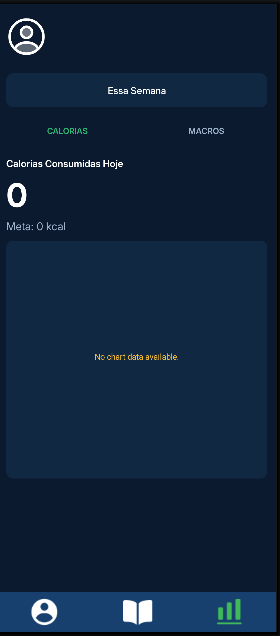 Essa Semana
CALORIAS MACROS
Calorias Consumidas Hoje
0
Meta: 0 kcal
No chart data available.